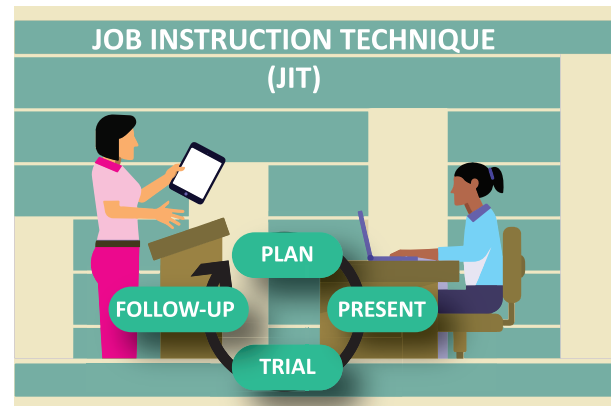 JOB INSTRUCTION TECHNIQUE
(JIT)
PLAN
FOLLOW-UP
PRESENT
TRIAL